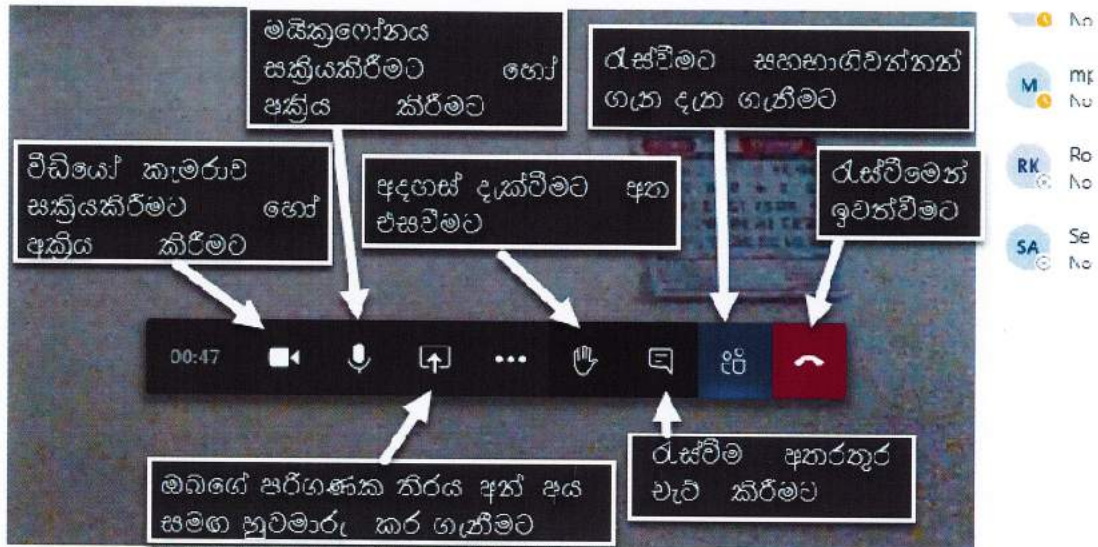 මයික්‍රෆෝනය
සක්‍රියකිරීමට හෝ
අක්‍රිය කිරීමට
රැස්වීමට සහභාගිවන්නන්
ගැන දැන ගැනීමට
වීඩියෝ කැමරාව
සක්‍රියකිරීමට හෝ
අක්‍රිය කිරීමට
අදහස් දැක්වීමට අත
එසවීමට
රැස්වීමෙන්
ඉවත්වීමට
00:47
ඔබගේ පරිගණක තිරය අන් අය
සමඟ හුවමාරු කර ගැනීමට
රැස්වීම අතරතුර
චැට් කිරීමට
No
M mp
No
RK Ro
No
SA Se
No